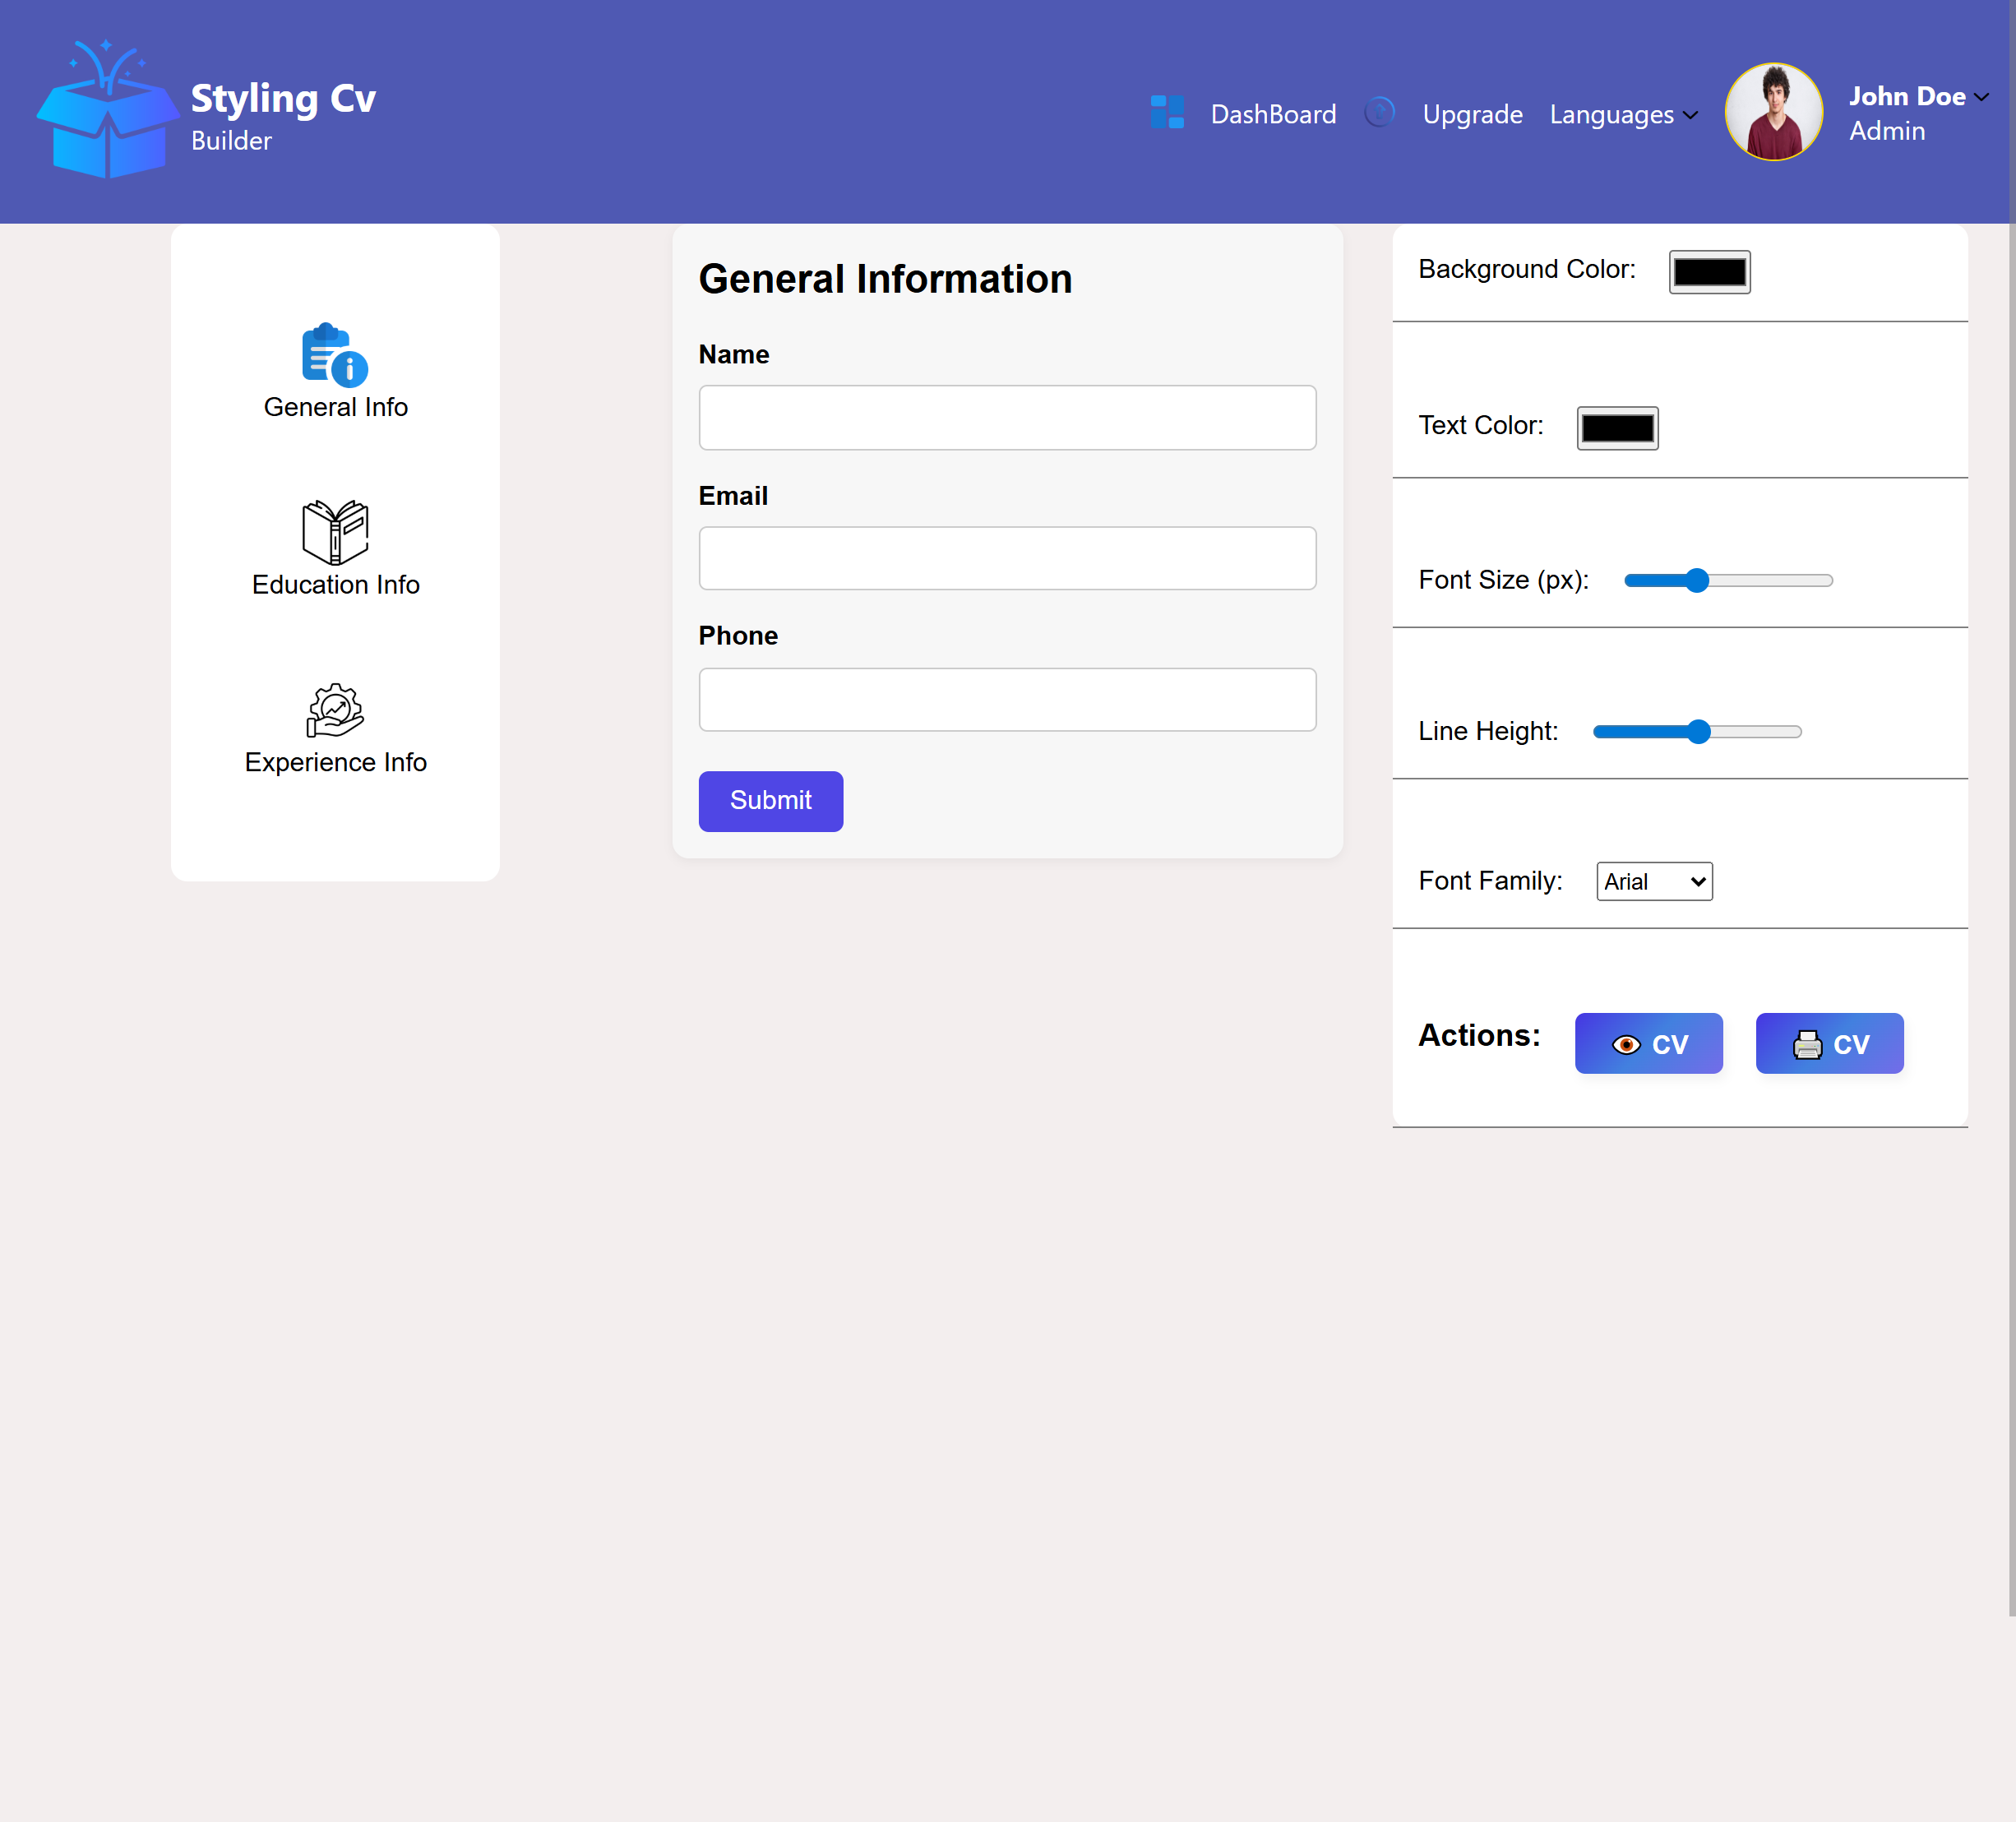 Styling Cv
Builder
DashBoard
Upgrade
Languages
John Doe
Admin
General Info
Education Info
Experience Info
General Information
Name
Email
Phone
Submit
Background Color:
Text Color:
Font Size (px):
Line Height:
Font Family:
Arial
Actions:
CV
CV